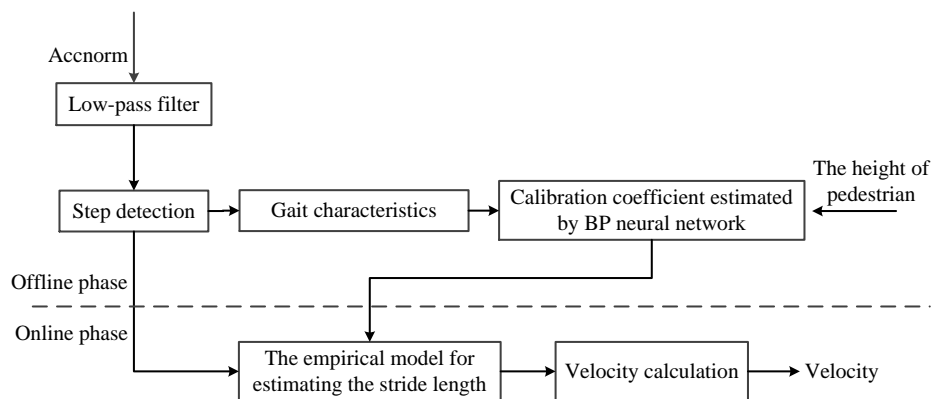 Accnorm
Low-pass filter
Step detection
Gait characteristics
Calibration coefficient estimated
by BP neural network
The height of
pedestrian
Offline phase
Online phase
The empirical model for
estimating the stride length
Velocity calculation
Velocity